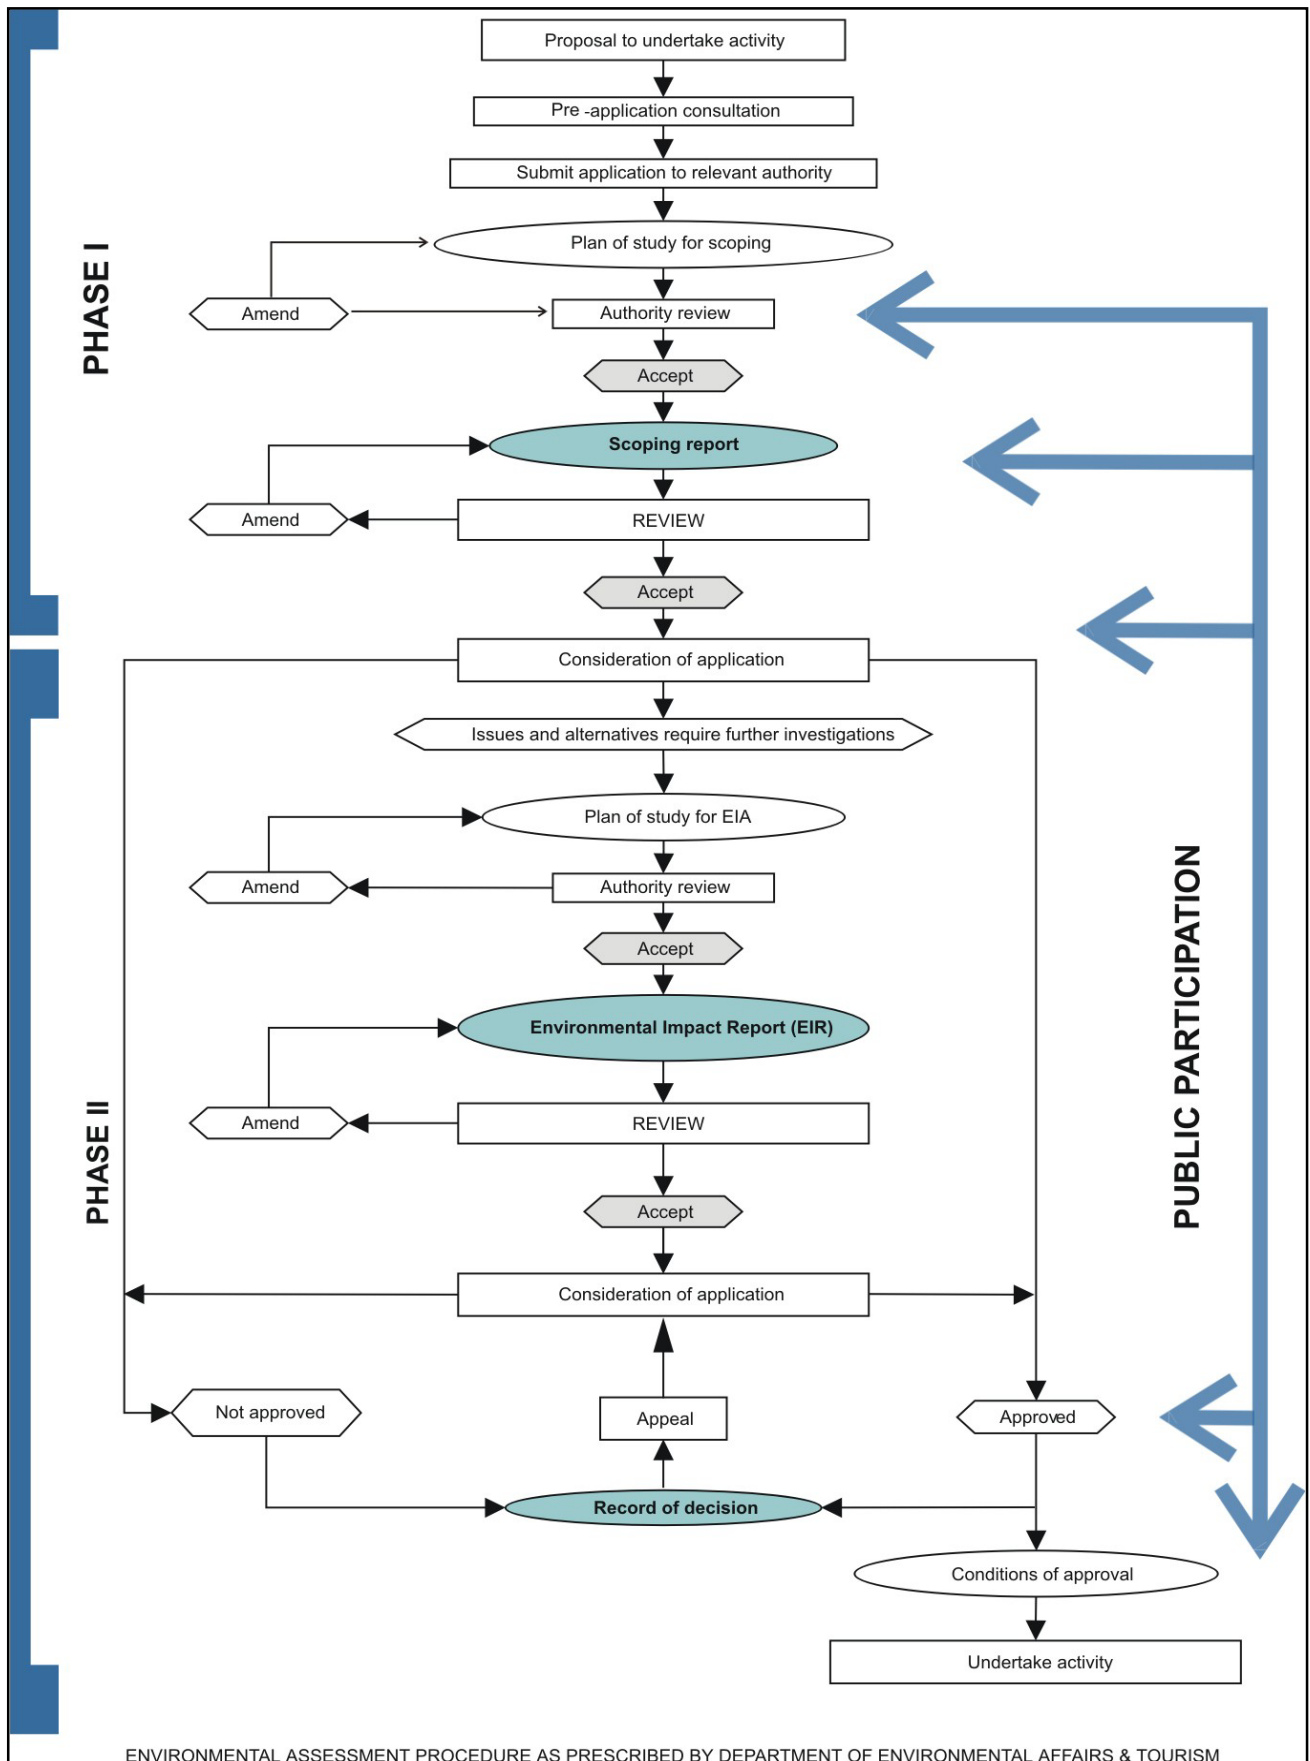 Proposal to undertake activity
Pre -application consultation
Submit application to relevant authority
Plan of study for scoping
Amend
Authority review
Accept
Scoping report
Amend
REVIEW
Accept
PHASE I
Consideration of application
Issues and alternatives require further investigations
Plan of study for EIA
Amend
Authority review
Accept
Environmental Impact Report (EIR)
Amend
REVIEW
Accept
Consideration of application
Not approved
Appeal
Approved
Record of decision
Conditions of approval
Undertake activity
PHASE II
PUBLIC PARTICIPATION
ENVIRONMENTAL ASSESSMENT PROCEDURE AS PRESCRIBED BY DEPARTMENT OF ENVIRONMENTAL AFFAIRS & TOURISM